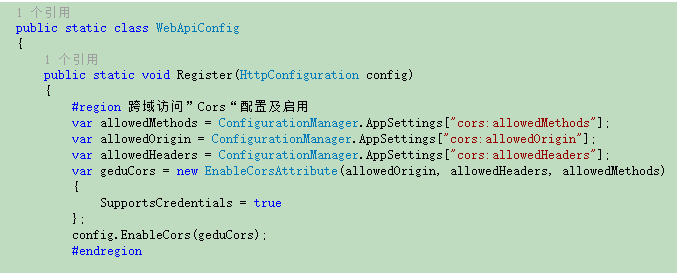 1 个引用
public static class WebApiConfig
{
1 个引用
public static void Register(HttpConfiguration config)
{
#region 跨域访问”Cors“配置及启用
var allowedMethods = ConfigurationManager.AppSettings["cors:allowedMethods"];
var allowedOrigin = ConfigurationManager.AppSettings["cors:allowedOrigin"];
var allowedHeaders = ConfigurationManager.AppSettings["cors:allowedHeaders"];
var geduCors = new EnableCorsAttribute(allowedOrigin, allowedHeaders, allowedMethods)
{
SupportsCredentials = true
};
config.EnableCors(geduCors);
#endregion